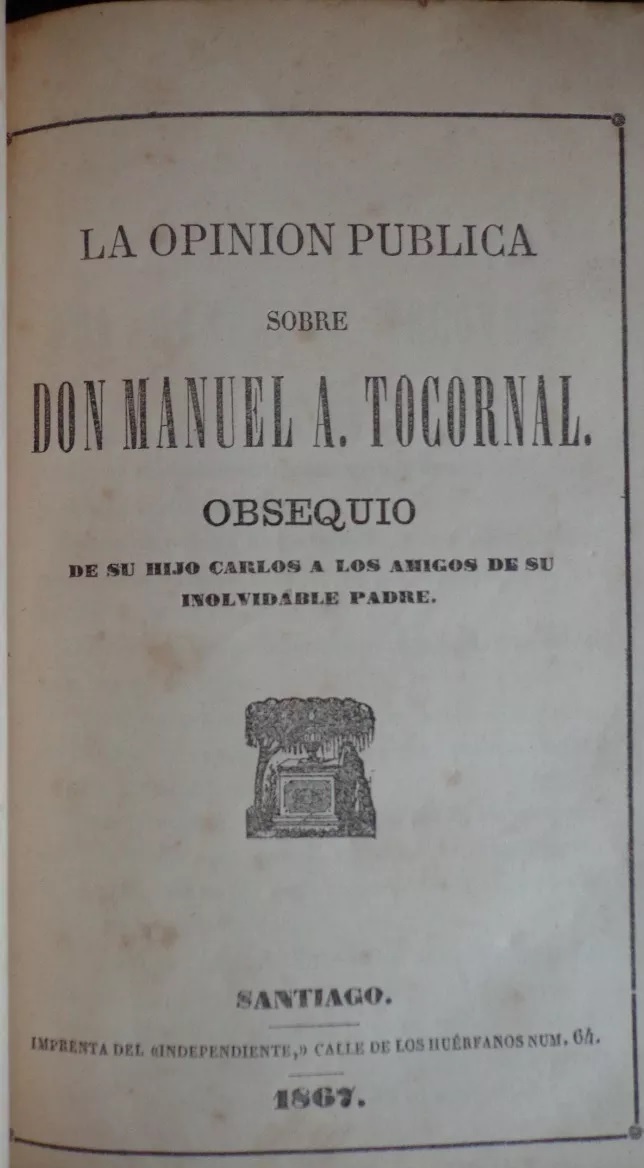 LA OPINION PUBLICA
SOBRE
DON MANUEL A. TOCORNAL.
OBSEQUIO
DE SU HIJO CARLOS A LOS AMIGOS DE SU
INOLVIDABLE PADRE.
SANTIAGO.
IMPRENTA DEL «INDEPENDIENTE,» CALLE DE LOS HUÉRFANOS NUM. 64.
1867.